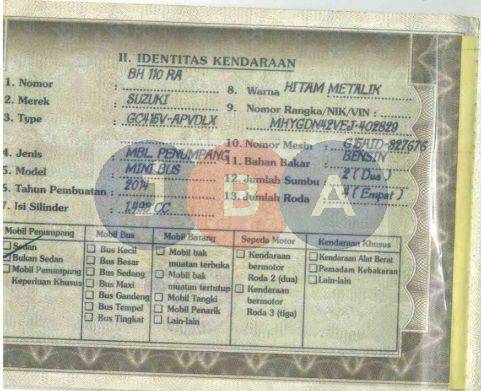 II. IDENTITAS KENDARAAN
1. Nomor : BH 110 RA
2. Merek : SUZUKI
3. Type : GC415V-APVDLX
4. Jenis : MBL. PENUMPANG
5. Model : MINI BUS
6. Tahun Pembuatan : 2014
7. Isi Silinder : 1,493 CC
8. Warna HITAM METALIK
9. Nomor Rangka/NIK/VIN :
MHYGDN42VEJ-402829
10. Nomor Mesin : G15AID-827676
11. Bahan Bakar : BENSIN
12. Jumlah Sumbu : 2 ( Dua )
13. Jumlah Roda : 4 ( Empat )
Mobil Penumpang
Sedan
Bukan Sedan
Mobil Penumpang
Keperluan Khusus
Mobil Bus
Bus Kecil
Bus Besar
Bus Sedang
Bus Maxi
Bus Gandeng
Bus Tempel
Bus Tingkat
Mobil Barang
Mobil bak
muatan terbuka
Mobil bak
muatan tertutup
Mobil Tangki
Mobil Penarik
Lain-lain
Sepeda Motor
Kendaraan
bermotor
Roda 2 (dua)
Kendaraan
bermotor
Roda 3 (tiga)
Kendaraan Khusus
Kendaraan Alat Berat
Pemadam Kebakaran
Lain-lain
J B A